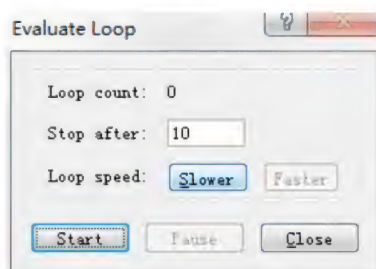 Evaluate Loop
Loop count: 0
Stop after: 10
Loop speed: Slower Faster
Start Pause Close